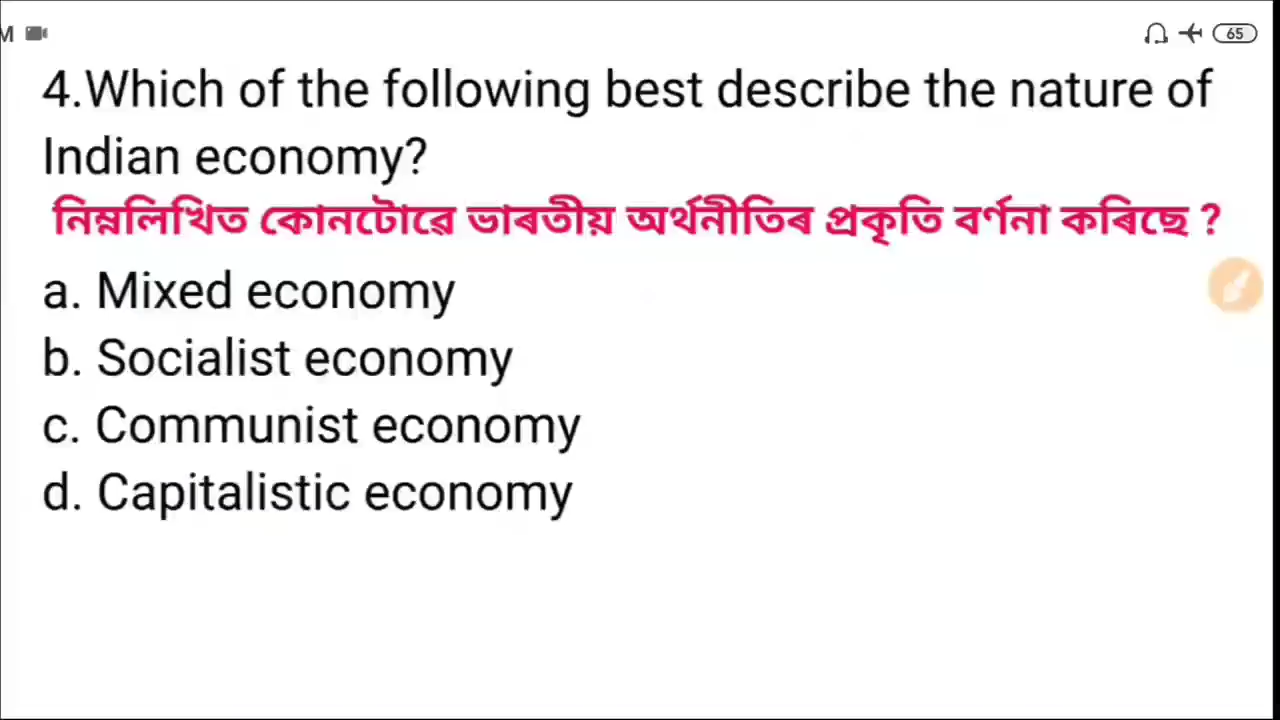 M
65
4.Which of the following best describe the nature of
Indian economy?
নিম্নলিখিত কোনটোৱে ভাৰতীয় অৰ্থনীতিৰ প্ৰকৃতি বৰ্ণনা কৰিছে ?
a. Mixed economy
b. Socialist economy
c. Communist economy
d. Capitalistic economy